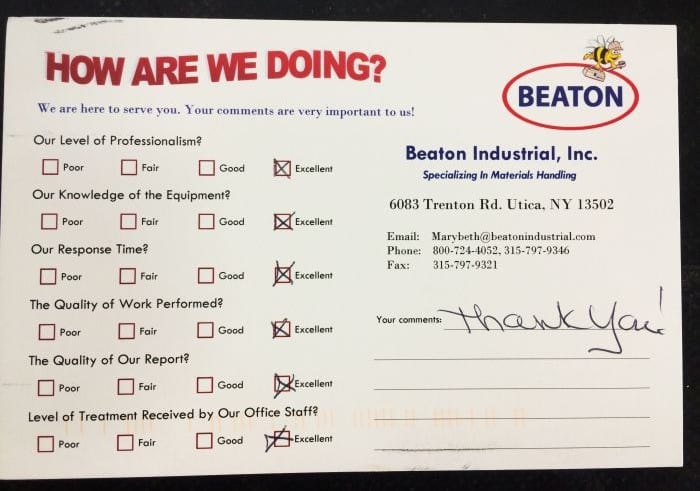 HOW ARE WE DOING?
We are here to serve you. Your comments are very important to us!
Our Level of Professionalism?
Poor Fair Good Excellent
Our Knowledge of the Equipment?
Poor Fair Good Excellent
Our Response Time?
Poor Fair Good Excellent
The Quality of Work Performed?
Poor Fair Good Excellent
The Quality of Our Report?
Poor Fair Good Excellent
Level of Treatment Received by Our Office Staff?
Poor Fair Good Excellent
BEATON
Beaton Industrial, Inc.
Specializing In Materials Handling
6083 Trenton Rd. Utica, NY 13502
Email: Marybeth@beatonindustrial.com
Phone: 800-724-4052, 315-797-9346
Fax: 315-797-9321
Your comments: Thank You!